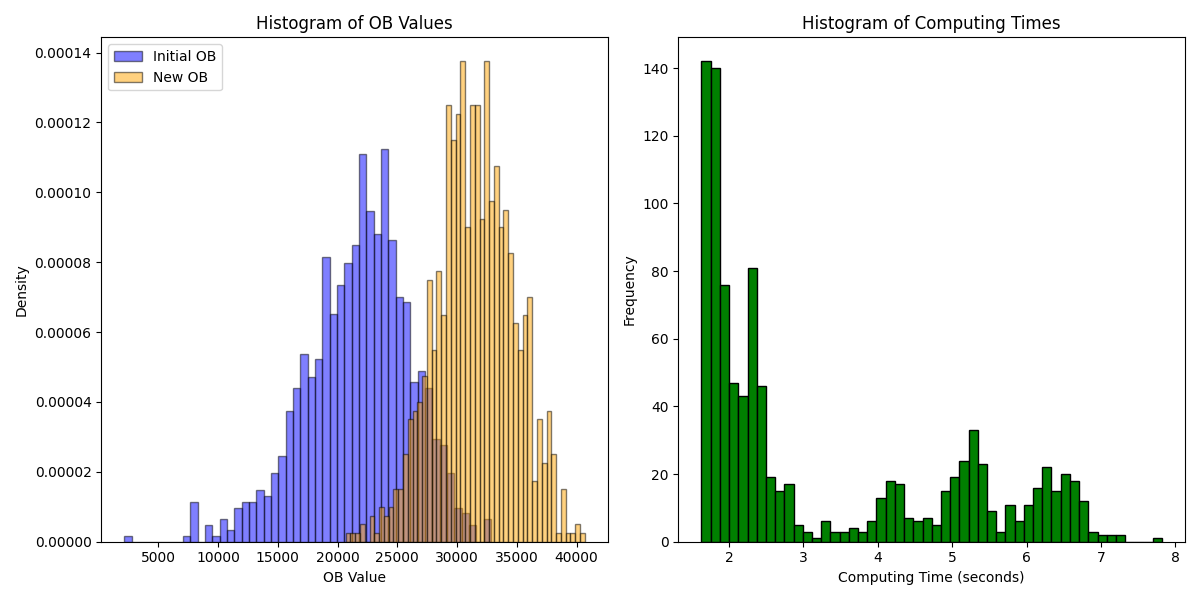 Histogram of OB Values
Initial OB
New OB
0.00014
0.00012
0.00010
0.00008
0.00006
0.00004
0.00002
0.00000
Density
5000 10000 15000 20000 25000 30000 35000 40000
OB Value
Histogram of Computing Times
140
120
100
80
60
40
20
0
Frequency
2 3 4 5 6 7 8
Computing Time (seconds)